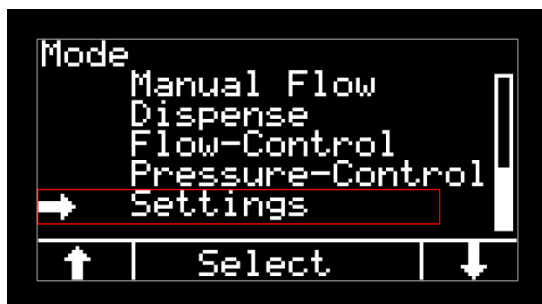 Mode
Manual Flow
Dispense
Flow-Control
Pressure-Control
Settings
Select